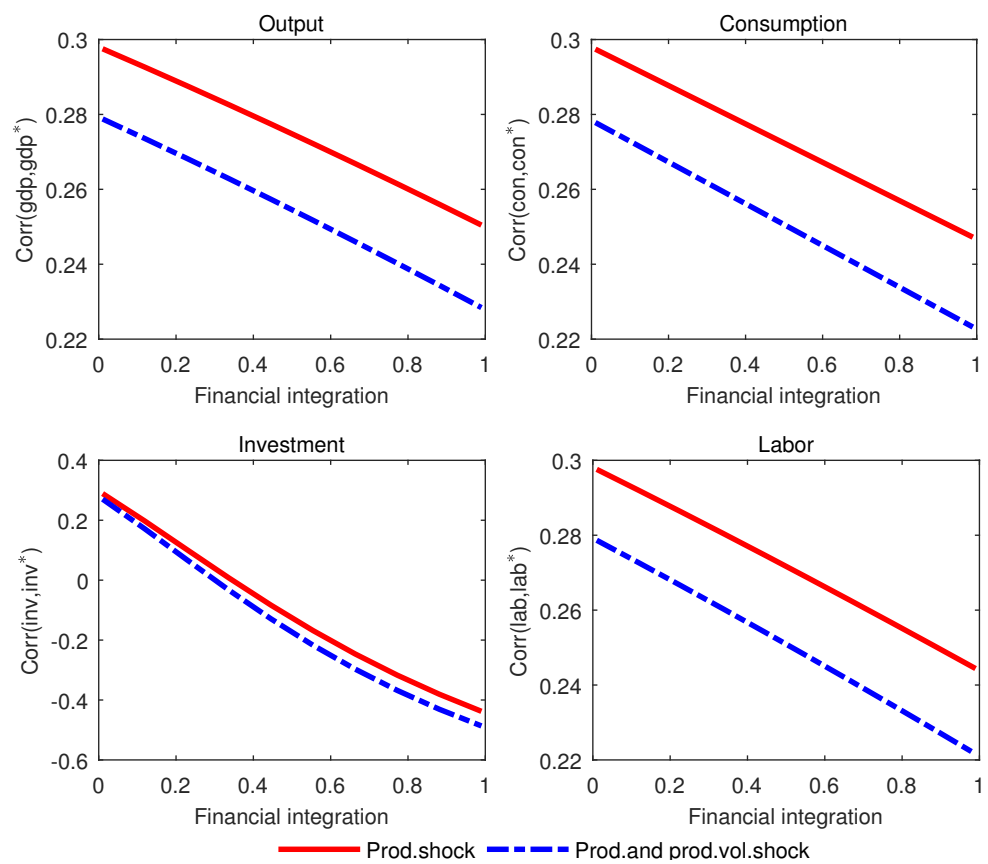 Output
Corr(gdp,gdp*)
0.3
0.28
0.26
0.24
0.22
0 0.2 0.4 0.6 0.8 1
Financial integration
Consumption
Corr(con,con*)
0.3
0.28
0.26
0.24
0.22
0 0.2 0.4 0.6 0.8 1
Financial integration
Investment
Corr(inv,inv*)
0.4
0.2
0
-0.2
-0.4
-0.6
0 0.2 0.4 0.6 0.8 1
Financial integration
Labor
Corr(lab,lab*)
0.3
0.28
0.26
0.24
0.22
0 0.2 0.4 0.6 0.8 1
Financial integration
Prod.shock Prod.and prod.vol.shock